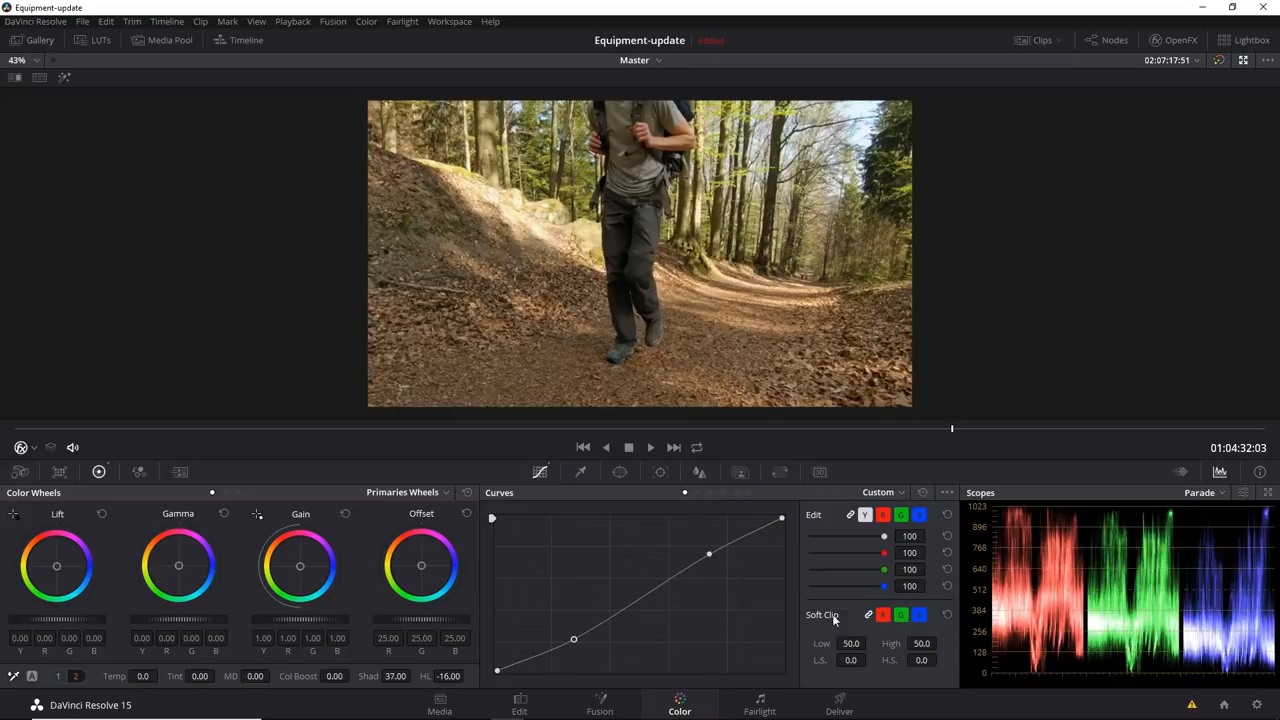 Equipment-update
DaVinci Resolve File Edit Trim Timeline Clip Mark View Playback Fusion Color Fairlight Workspace Help
Gallery LUTs Media Pool Timeline Equipment-update Edited Clips Nodes OpenFX Lightbox
43% Master 02:07:17:51
01:04:32:03
Color Wheels Primaries Wheels Curves Custom Scopes Parade
Lift Gamma Gain Offset
0.00 0.00 0.00 0.00 0.00 0.00 0.00 0.00 1.00 1.00 1.00 1.00 25.00 25.00 25.00
Y R G B Y R G B Y R G B R G B
A 1 2 Temp 0.0 Tint 0.00 MD 0.00 Col Boost 0.00 Shad 37.00 HL -16.00
Edit Y R G B
100
100
100
100
Soft Clip R G B
Low 50.0 High 50.0
L.S. 0.0 H.S. 0.0
1023
896
768
640
512
384
256
128
0
DaVinci Resolve 15 Media Edit Fusion Color Fairlight Deliver